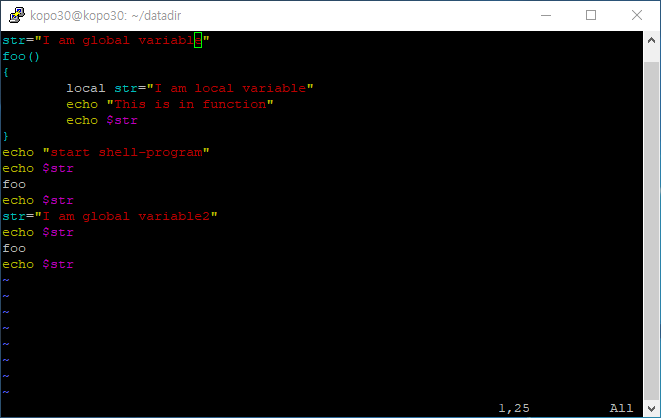 kopo30@kopo30: ~/datadir
str="I am global variable"
foo()
{
        local str="I am local variable"
        echo "This is in function"
        echo $str
}
echo "start shell-program"
echo $str
foo
echo $str
str="I am global variable2"
echo $str
foo
echo $str
~
~
~
~
~
~
~
~
1,25 All